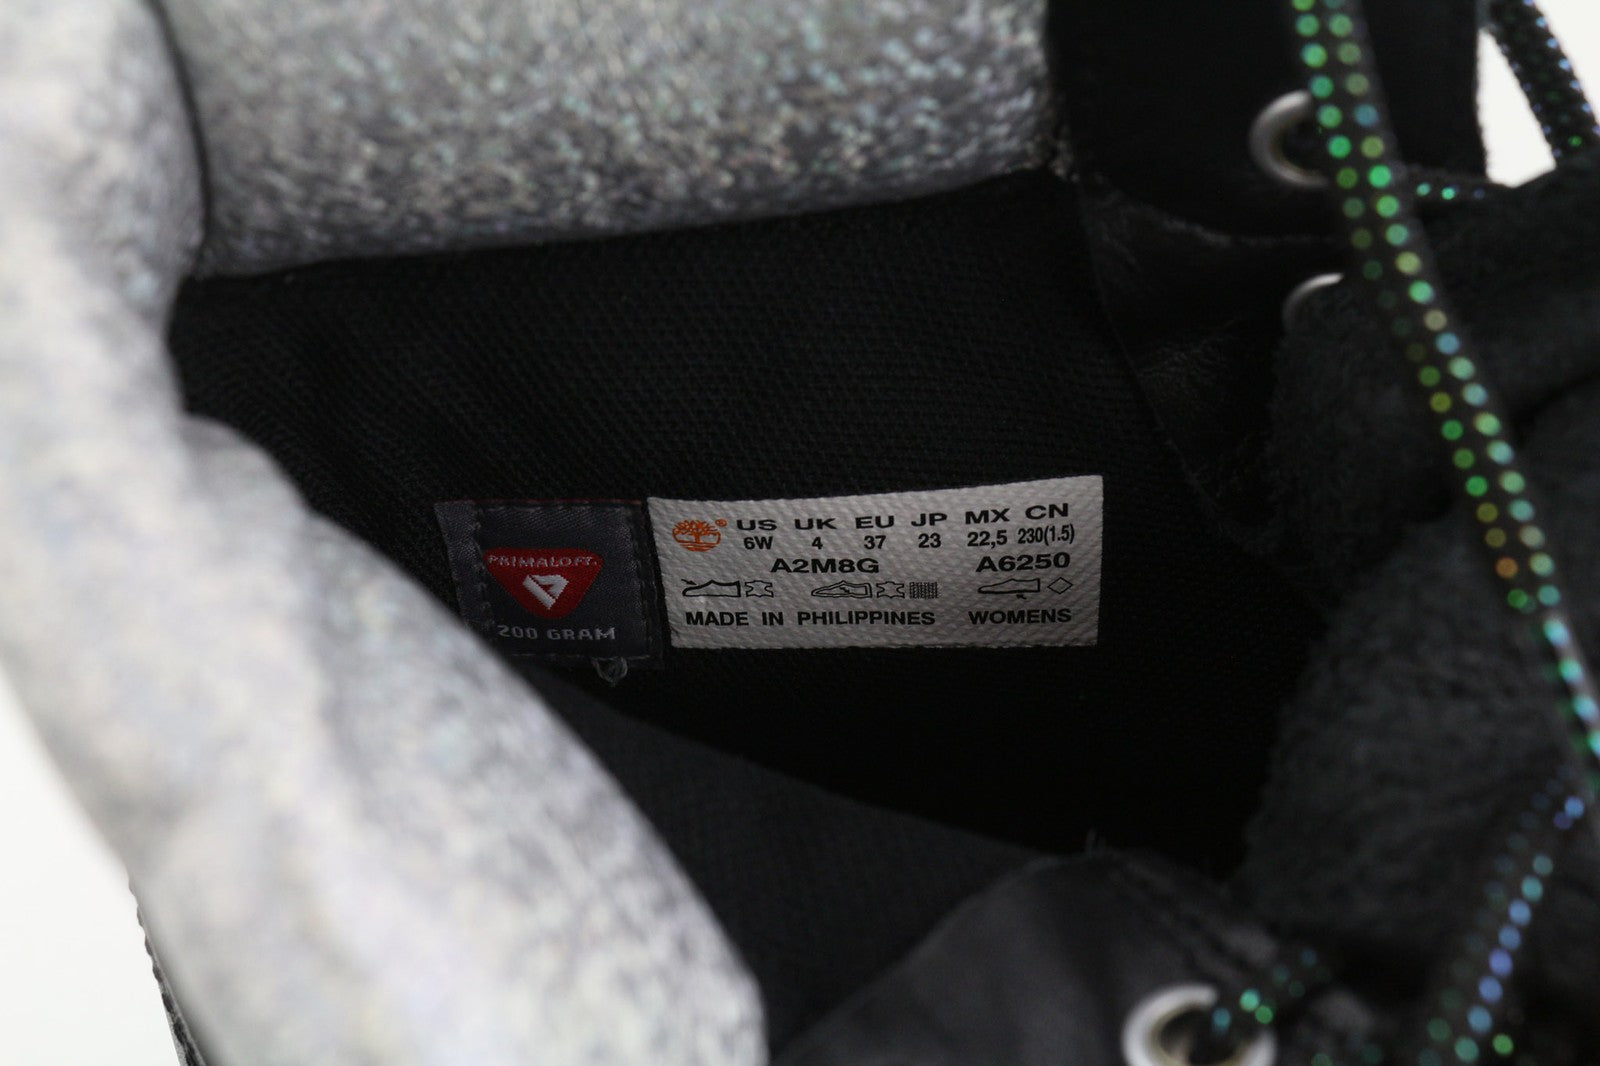 PRIMALOFT.
200 GRAM
US UK EU JP MX CN
6W 4 37 23 22,5 230(1.5)
A2M8G A6250
MADE IN PHILIPPINES WOMENS